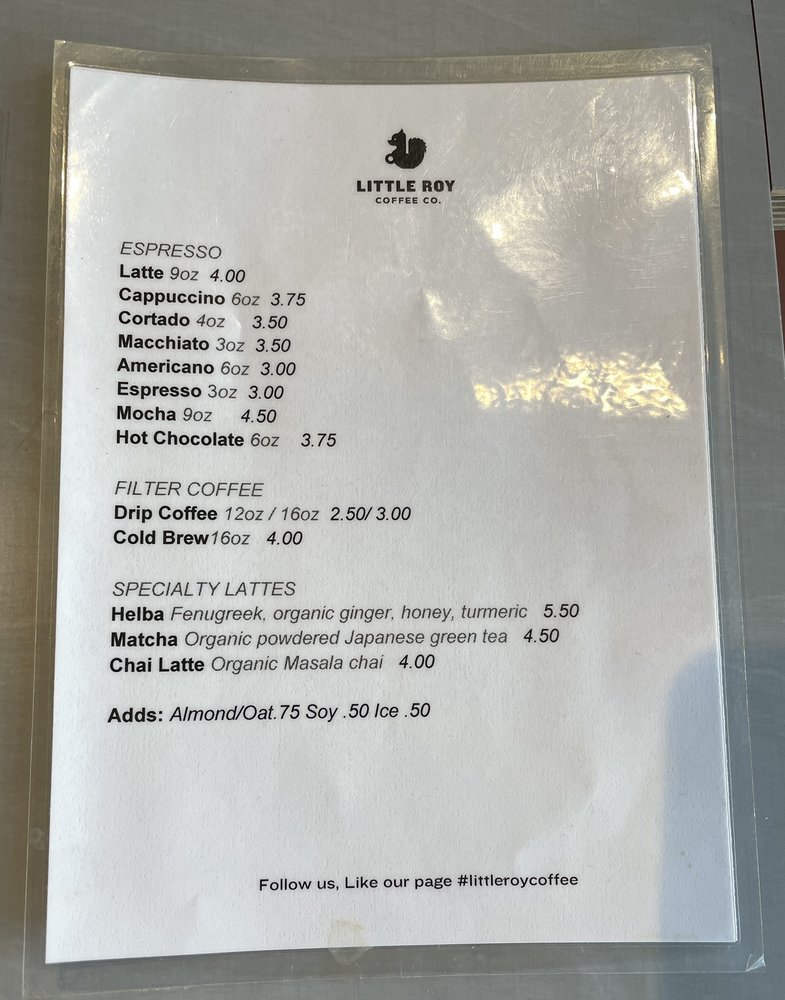 LITTLE ROY
COFFEE CO.
ESPRESSO
Latte 9oz 4.00
Cappuccino 6oz 3.75
Cortado 4oz 3.50
Macchiato 3oz 3.50
Americano 6oz 3.00
Espresso 3oz 3.00
Mocha 9oz 4.50
Hot Chocolate 6oz 3.75
FILTER COFFEE
Drip Coffee 12oz / 16oz 2.50/ 3.00
Cold Brew16oz 4.00
SPECIALTY LATTES
Helba Fenugreek, organic ginger, honey, turmeric 5.50
Matcha Organic powdered Japanese green tea 4.50
Chai Latte Organic Masala chai 4.00
Adds: Almond/Oat.75 Soy .50 Ice .50
Follow us, Like our page #littleroycoffee